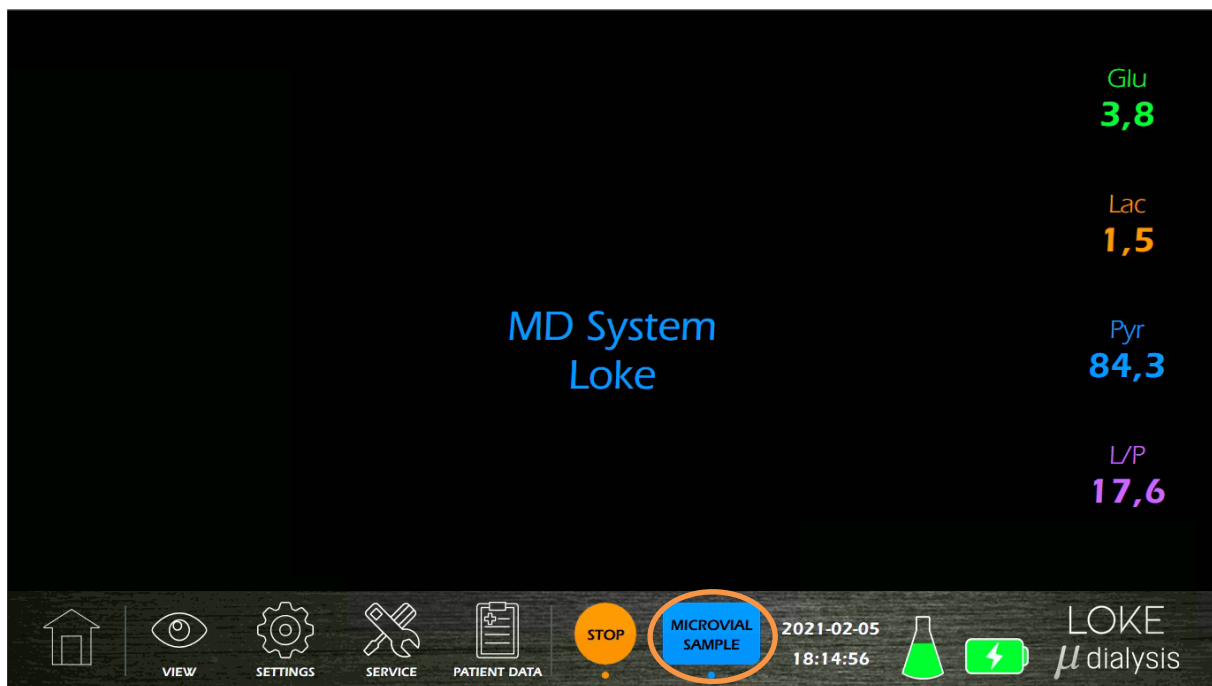 Glu
3,8
Lac
1,5
MD System
Loke
Pyr
84,3
L/P
17,6
VIEW
SETTINGS
SERVICE
PATIENT DATA
STOP
MICROVIAL
SAMPLE
2021-02-05
18:14:56
LOKE
μ dialysis